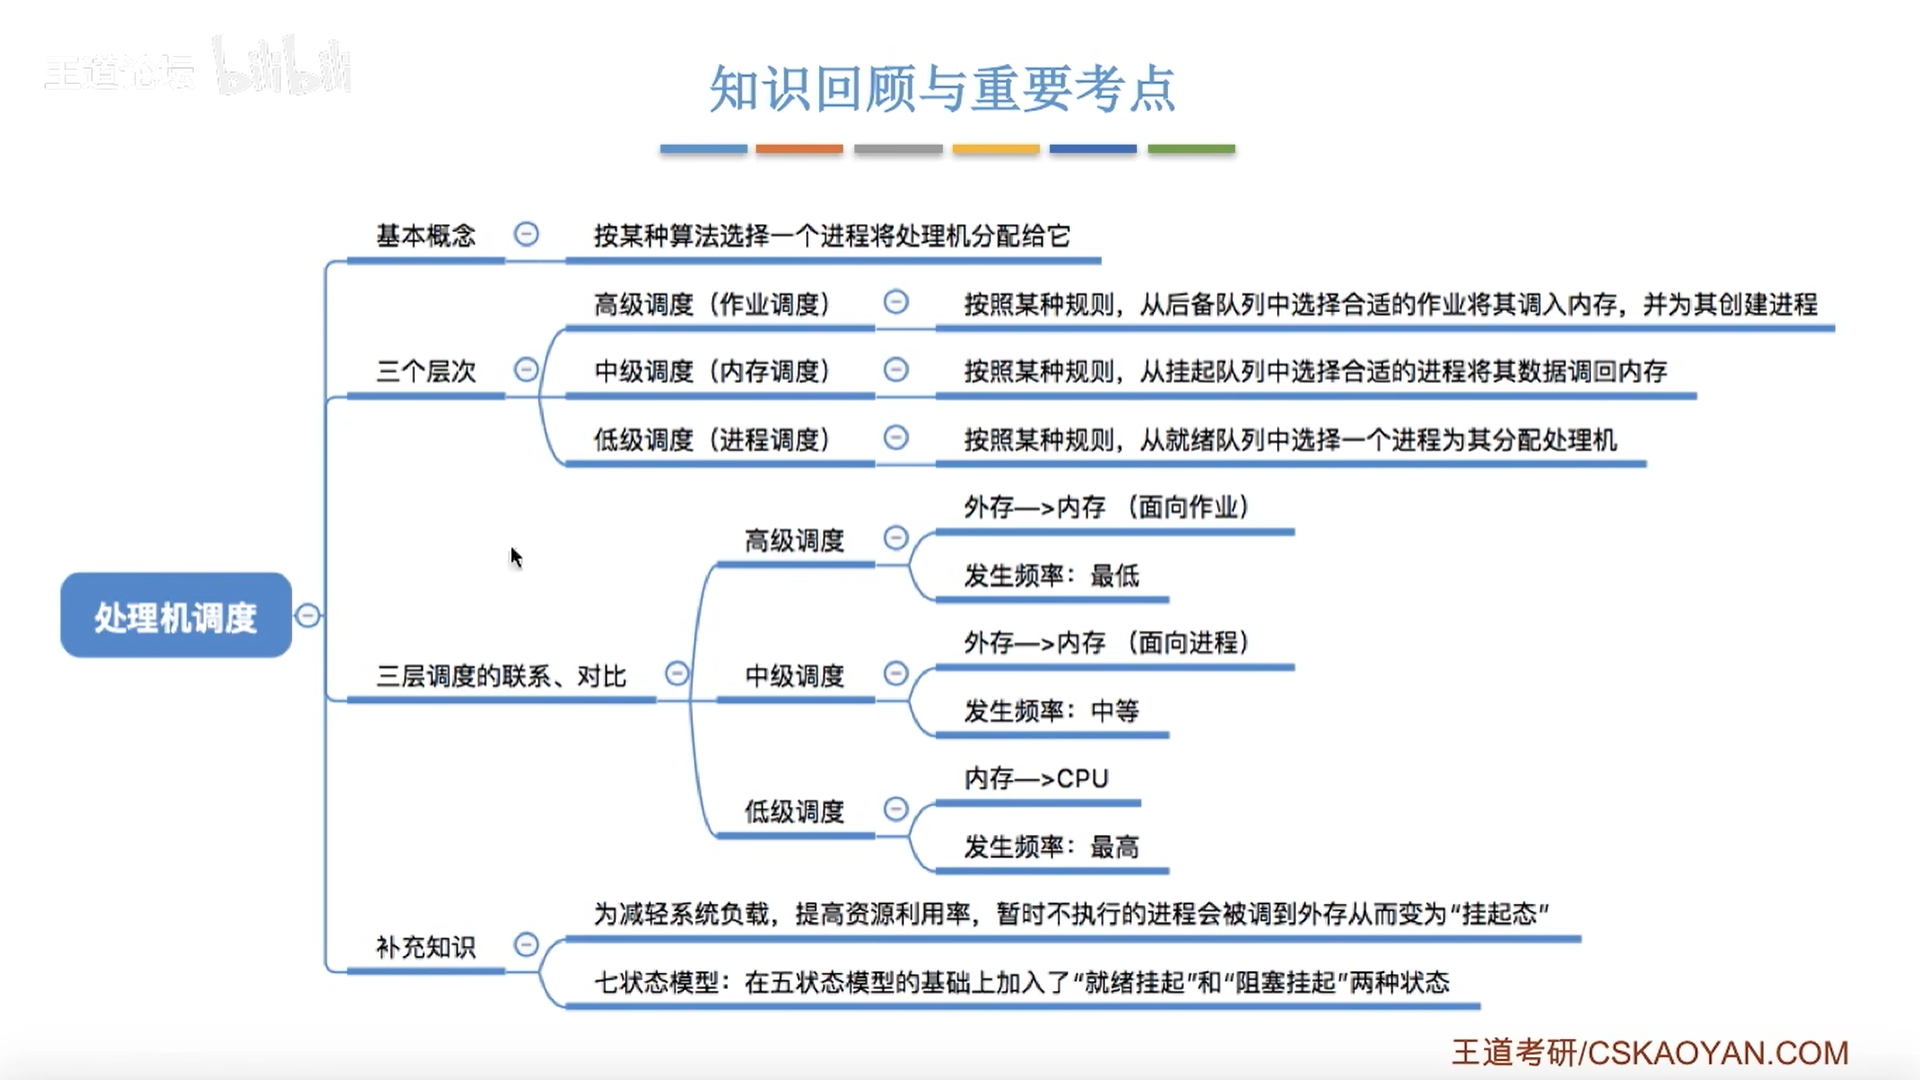 王道论坛 bilibili
知识回顾与重要考点
基本概念
按某种算法选择一个进程将处理机分配给它
三个层次
高级调度（作业调度）
按照某种规则，从后备队列中选择合适的作业将其调入内存，并为其创建进程
中级调度（内存调度）
按照某种规则，从挂起队列中选择合适的进程将其数据调回内存
低级调度（进程调度）
按照某种规则，从就绪队列中选择一个进程为其分配处理机
处理机调度
三层调度的联系、对比
高级调度
外存—>内存 （面向作业）
发生频率：最低
中级调度
外存—>内存 （面向进程）
发生频率：中等
低级调度
内存—>CPU
发生频率：最高
补充知识
为减轻系统负载，提高资源利用率，暂时不执行的进程会被调到外存从而变为“挂起态”
七状态模型：在五状态模型的基础上加入了“就绪挂起”和“阻塞挂起”两种状态
王道考研/CSKAOYAN.COM